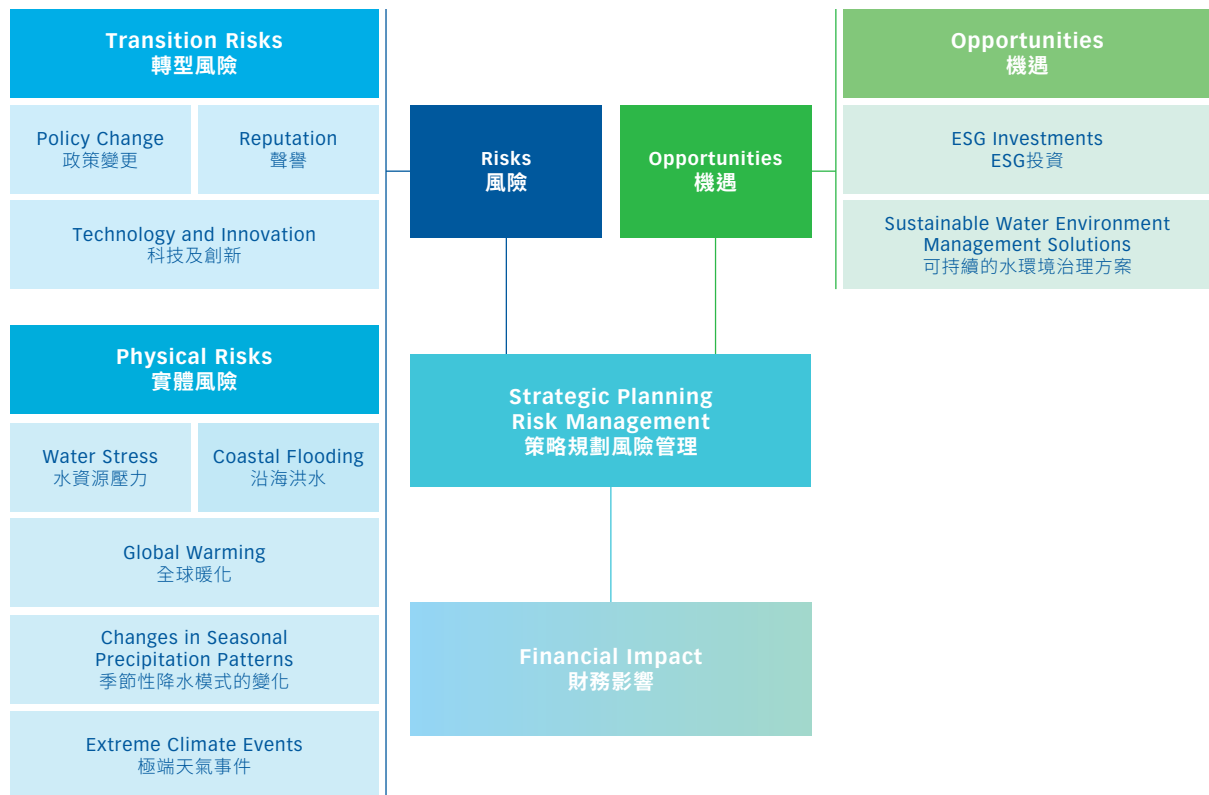 Transition Risks
轉型風險
Policy Change
政策變更
Reputation
聲譽
Technology and Innovation
科技及創新
Physical Risks
實體風險
Water Stress
水資源壓力
Coastal Flooding
沿海洪水
Global Warming
全球暖化
Changes in Seasonal
Precipitation Patterns
季節性降水模式的變化
Extreme Climate Events
極端天氣事件
Risks
風險
Opportunities
機遇
Strategic Planning
Risk Management
策略規劃風險管理
Financial Impact
財務影響
Opportunities
機遇
ESG Investments
ESG投資
Sustainable Water Environment
Management Solutions
可持續的水環境治理方案